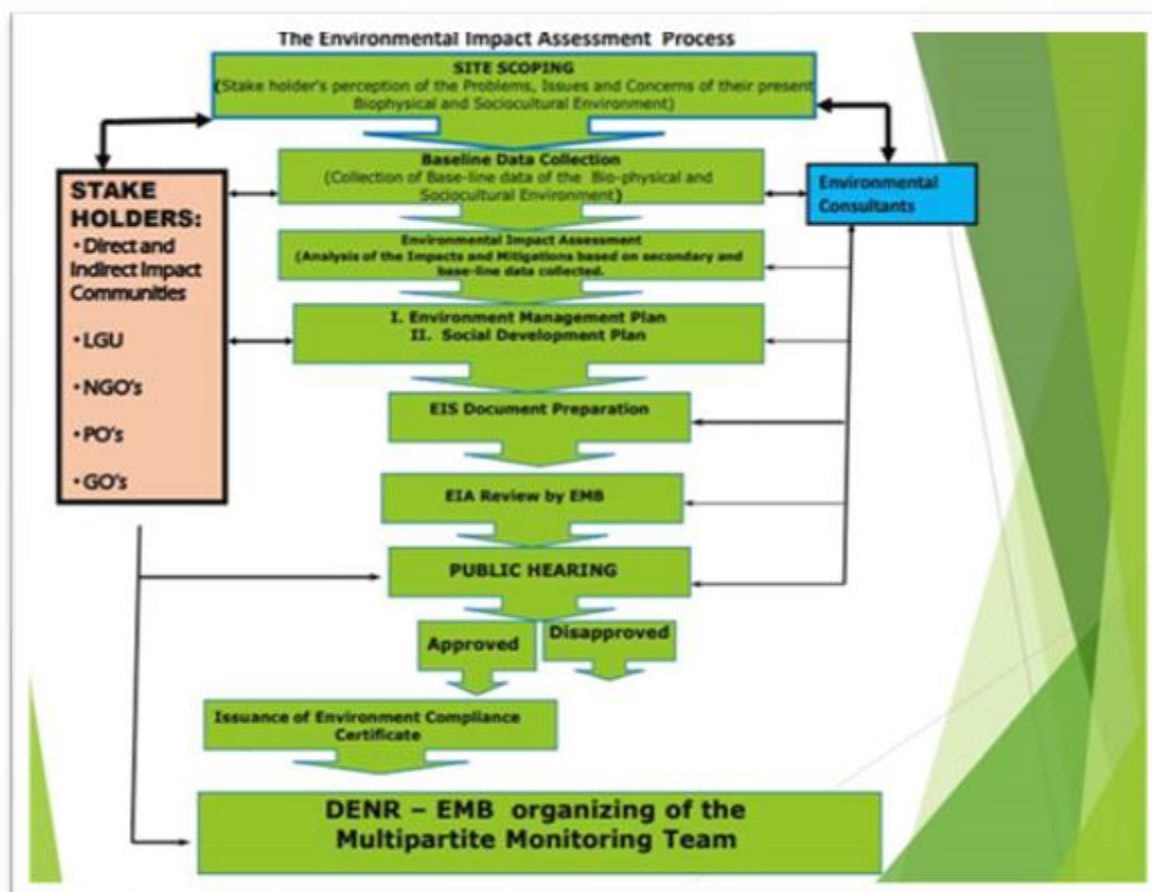 The Environmental Impact Assessment Process
SITE SCOPING
(Stake holder's perception of the Problems, Issues and Concerns of their present
Biophysical and Sociocultural Environment)
Baseline Data Collection
(Collection of Base-line data of the Bio-physical and
Sociocultural Environment)
Environmental
Consultants
STAKE
HOLDERS:
• Direct and
Indirect Impact
Communities
• LGU
• NGO's
• PO's
• GO's
Environmental Impact Assessment
(Analysis of the Impacts and Mitigations based on secondary and
base-line data collected.
I. Environment Management Plan
II. Social Development Plan
EIS Document Preparation
EIA Review by EMB
PUBLIC HEARING
Approved
Disapproved
Issuance of Environment Compliance
Certificate
DENR – EMB organizing of the
Multipartite Monitoring Team